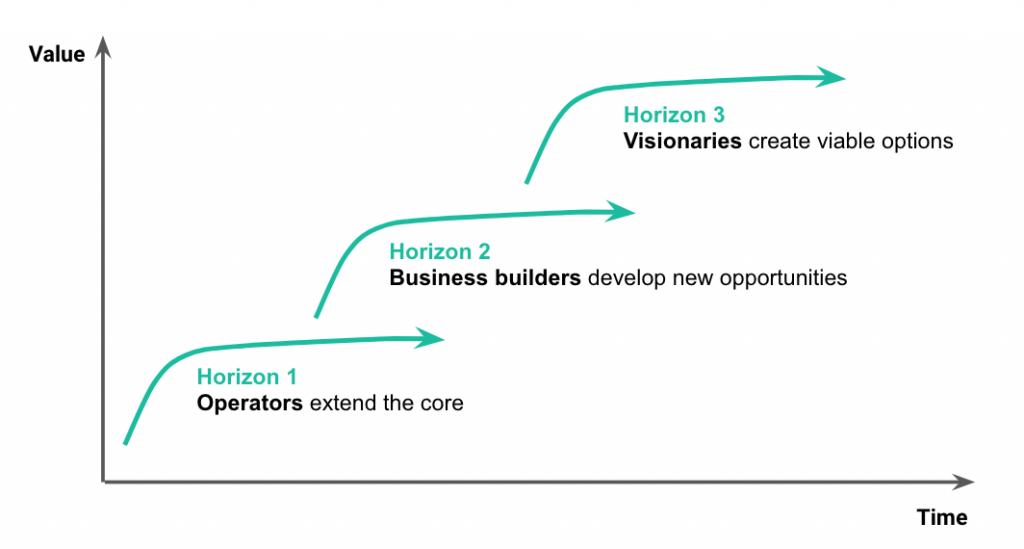 Value
Horizon 3
Visionaries create viable options
Horizon 2
Business builders develop new opportunities
Horizon 1
Operators extend the core
Time